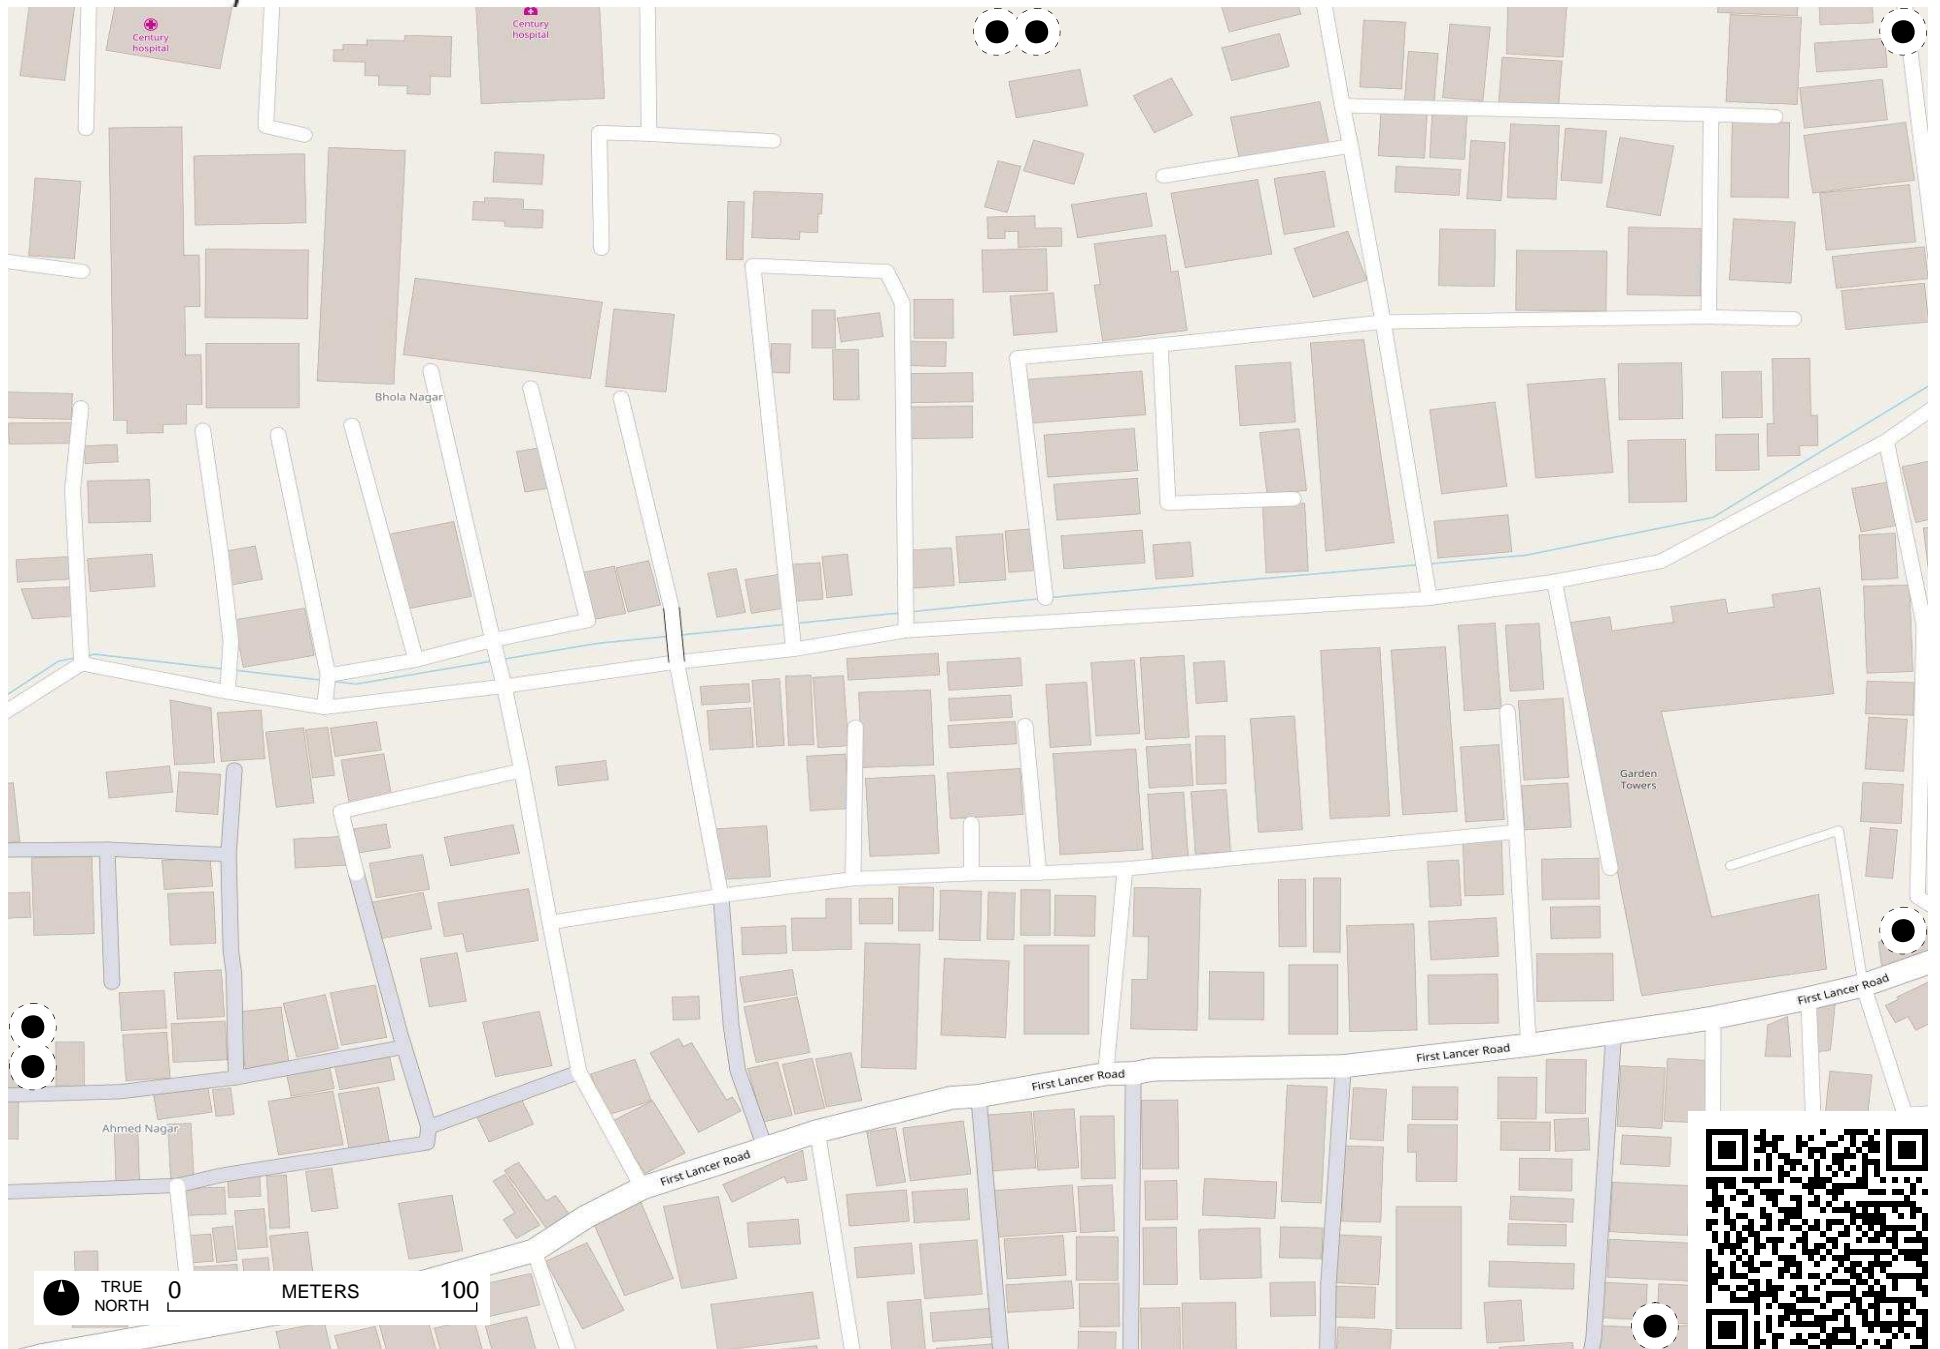 Century
hospital
Century
hospital
Bhola Nagar
Garden
Towers
First Lancer Road
First Lancer Road
First Lancer Road
Ahmed Nagar
First Lancer Road
TRUE
NORTH
0 METERS 100